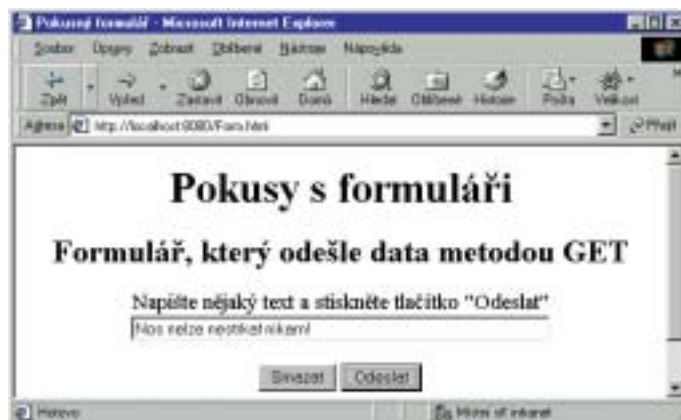 Pokusný formulář - Microsoft Internet Explorer
Soubor Úpravy Zobrazit Oblíbené Nástroje Nápověda
Zpět Vpřed Zastavit Obnovit Domů Hledat Oblíbené Historie Pošta Velikost
Adresa http://localhost:8080/Form.html Přejít
Pokusy s formuláři
Formulář, který odešle data metodou GET
Napište nějaký text a stiskněte tlačítko "Odeslat"
Nos nelze nestrkat nikam!
Smazat Odeslat
Hotovo Místní síť intranet